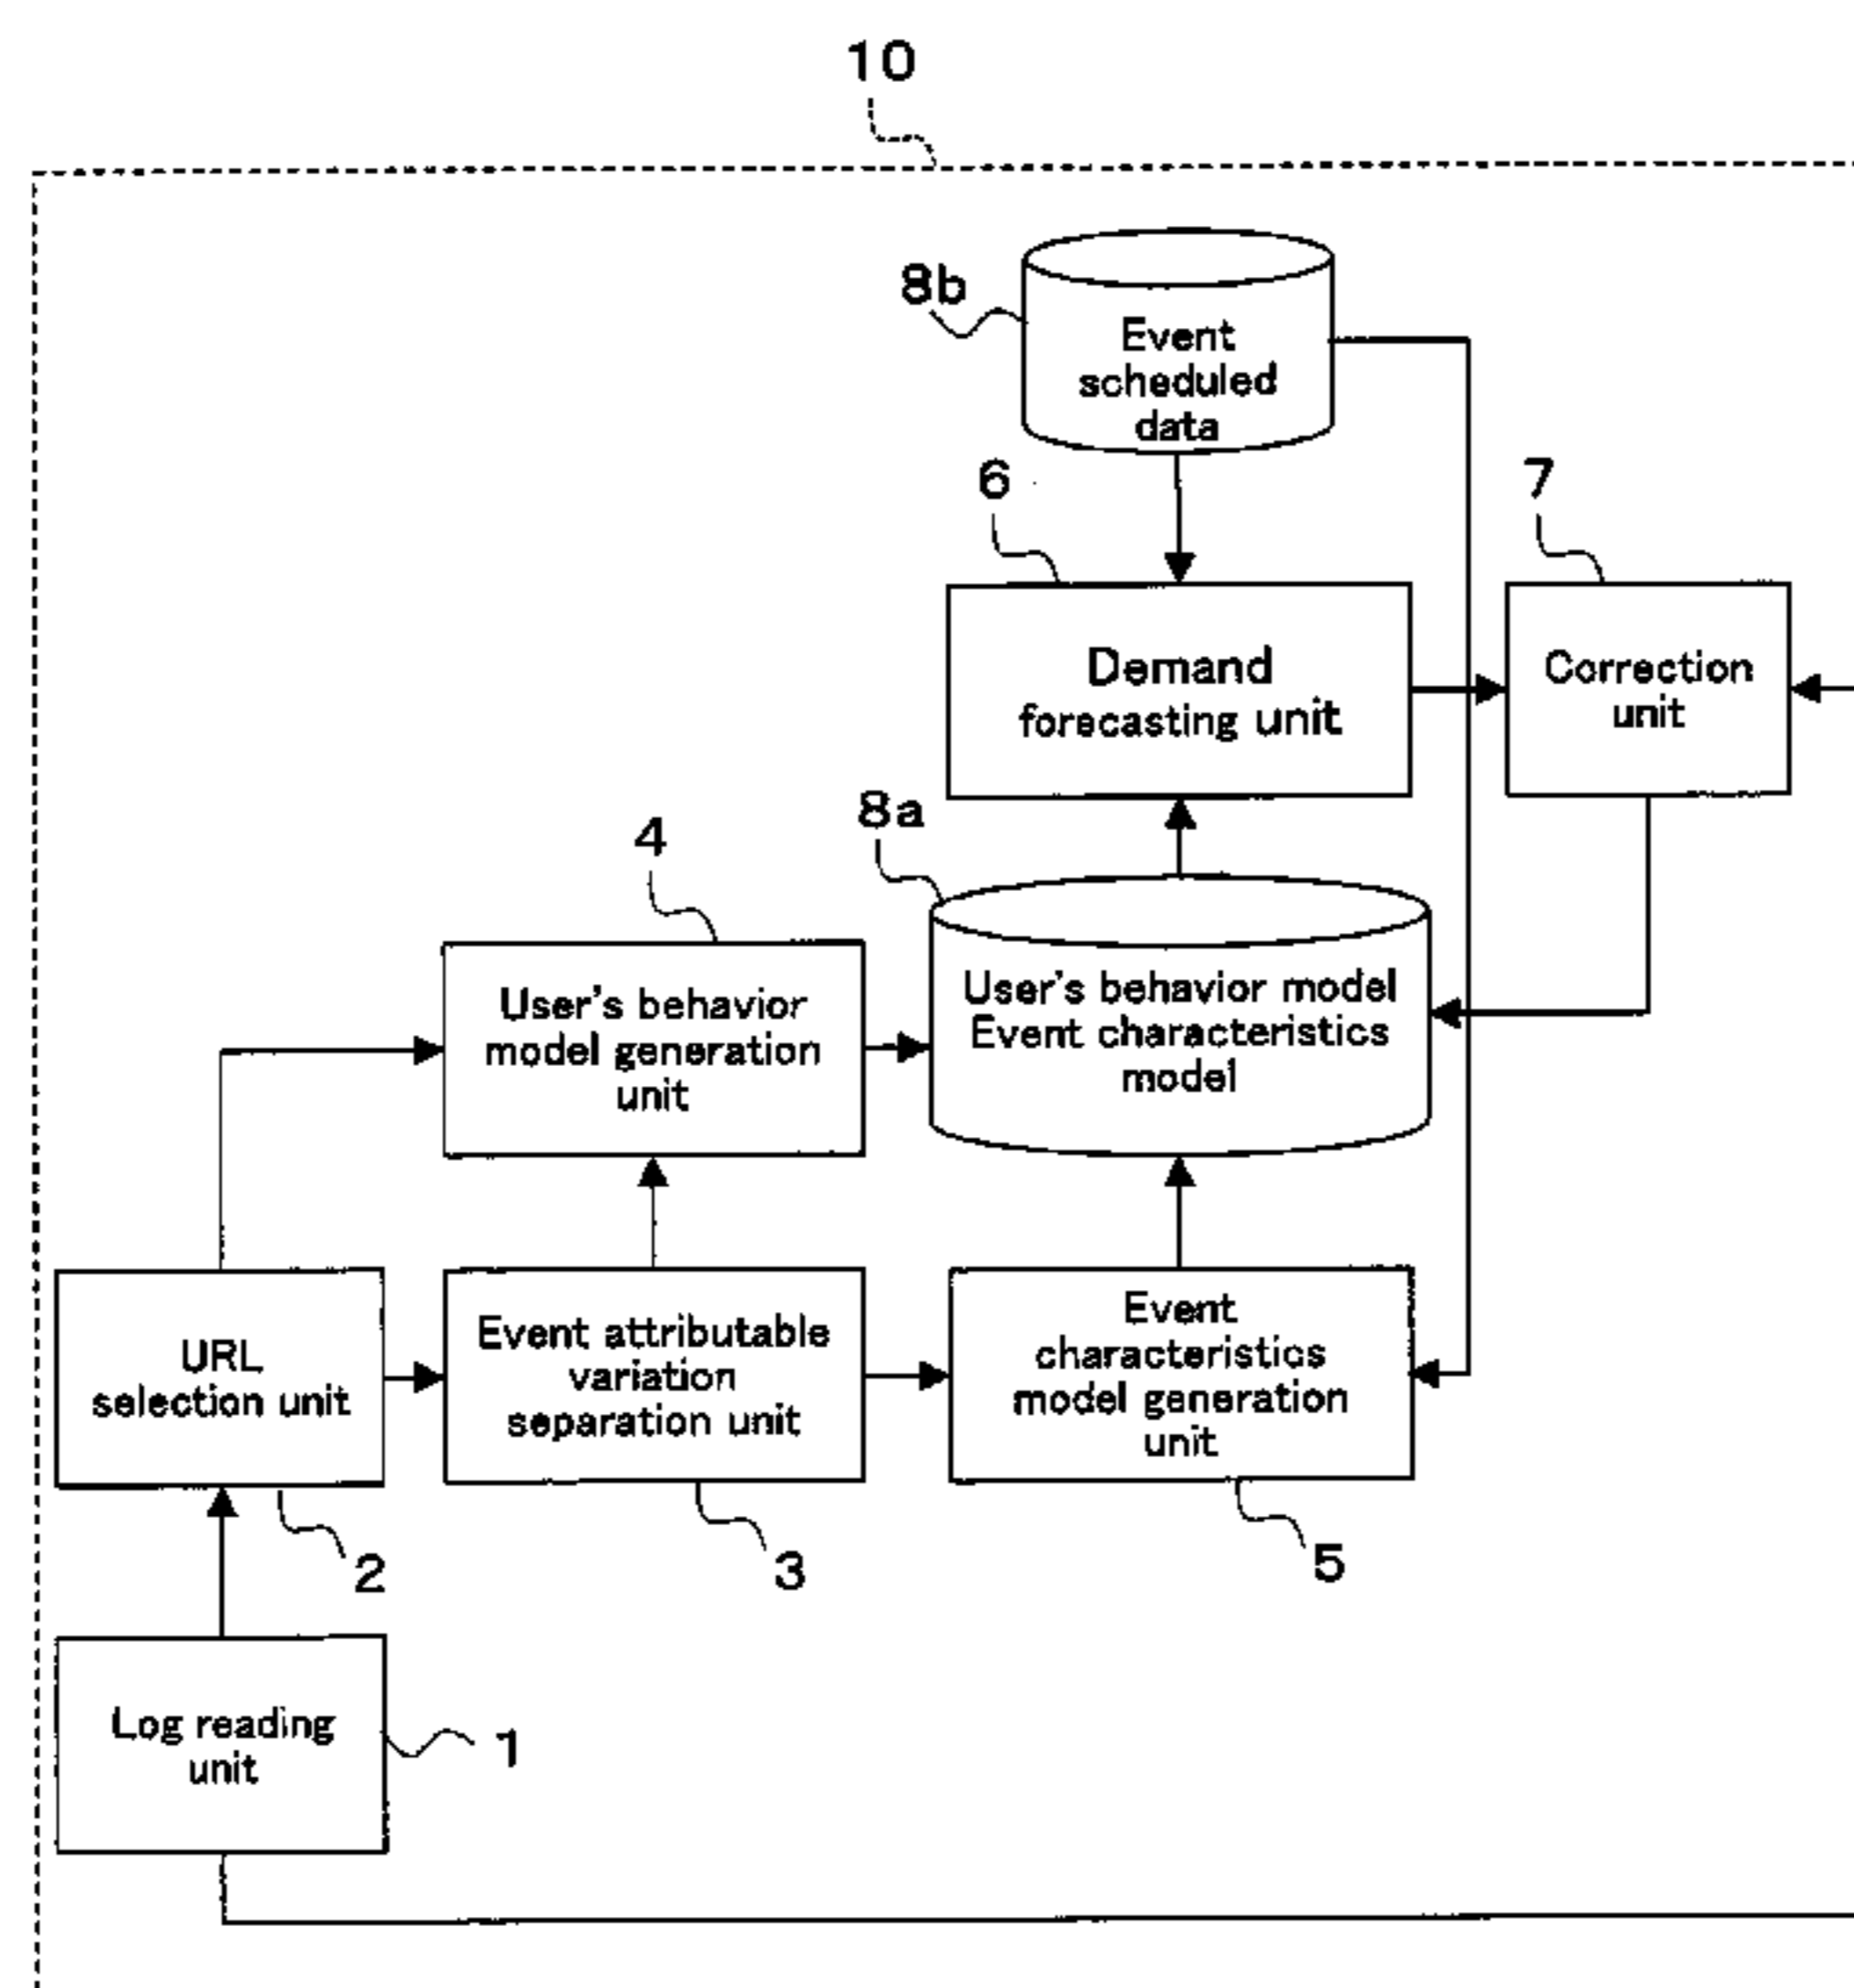 10
8b
Event
scheduled
data
6
7
Demand
forecasting unit
Correction
unit
8a
4
User's behavior
model generation
unit
User's behavior model
Event characteristics
model
URL
selection unit
Event attributable
variation
separation unit
Event
characteristics
model generation
unit
2
3
5
Log reading
unit
1